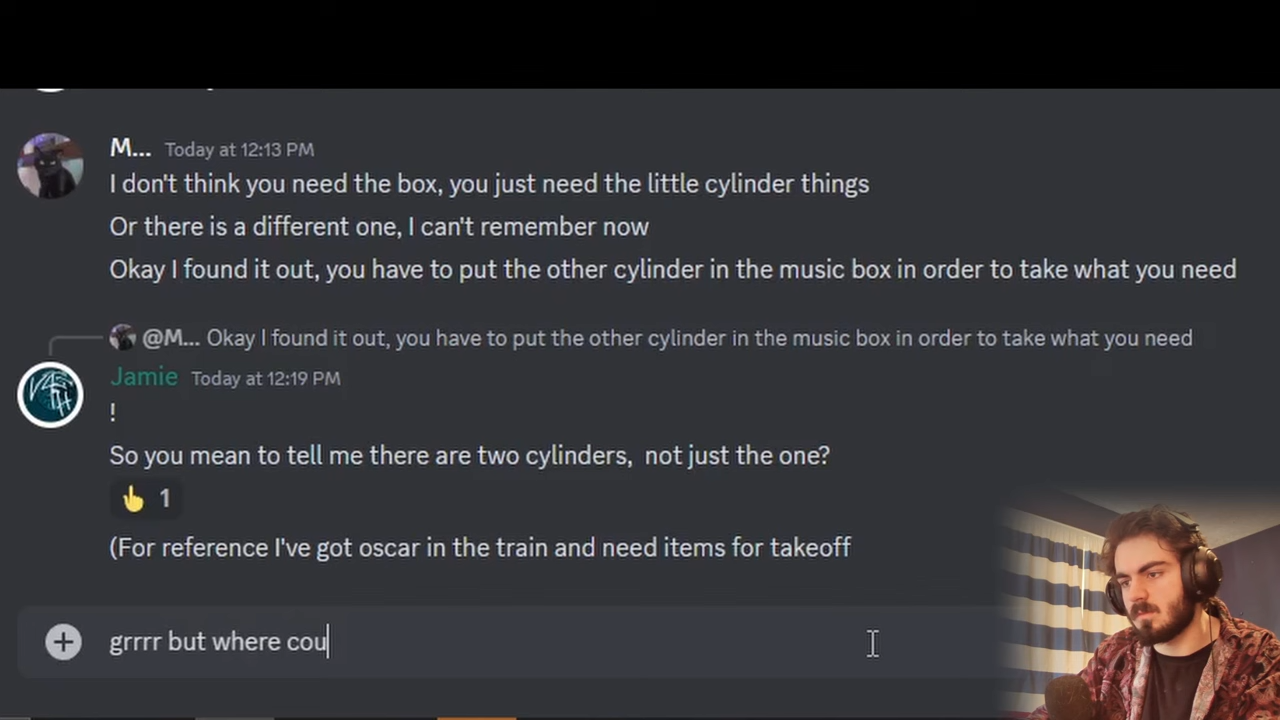 M... Today at 12:13 PM
I don't think you need the box, you just need the little cylinder things
Or there is a different one, I can't remember now
Okay I found it out, you have to put the other cylinder in the music box in order to take what you need
@M... Okay I found it out, you have to put the other cylinder in the music box in order to take what you need
Jamie Today at 12:19 PM
!
So you mean to tell me there are two cylinders, not just the one?
👆 1
(For reference I've got oscar in the train and need items for takeoff
grrrr but where cou